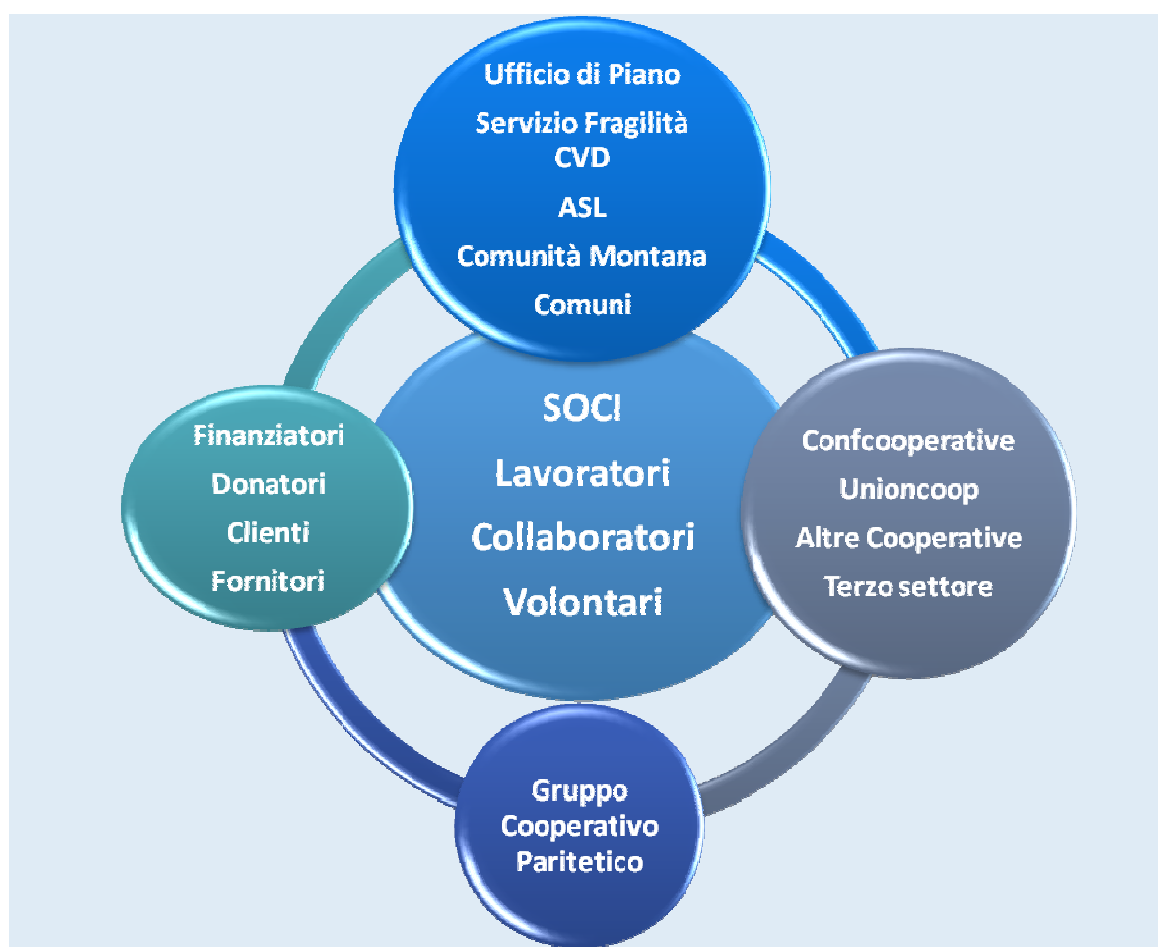 Ufficio di Piano
Servizio Fragilità
CVD
ASL
Comunità Montana
Comuni
SOCI
Lavoratori
Collaboratori
Volontari
Finanziatori
Donatori
Clienti
Fornitori
Confcooperative
Unioncoop
Altre Cooperative
Terzo settore
Gruppo
Cooperativo
Paritetico